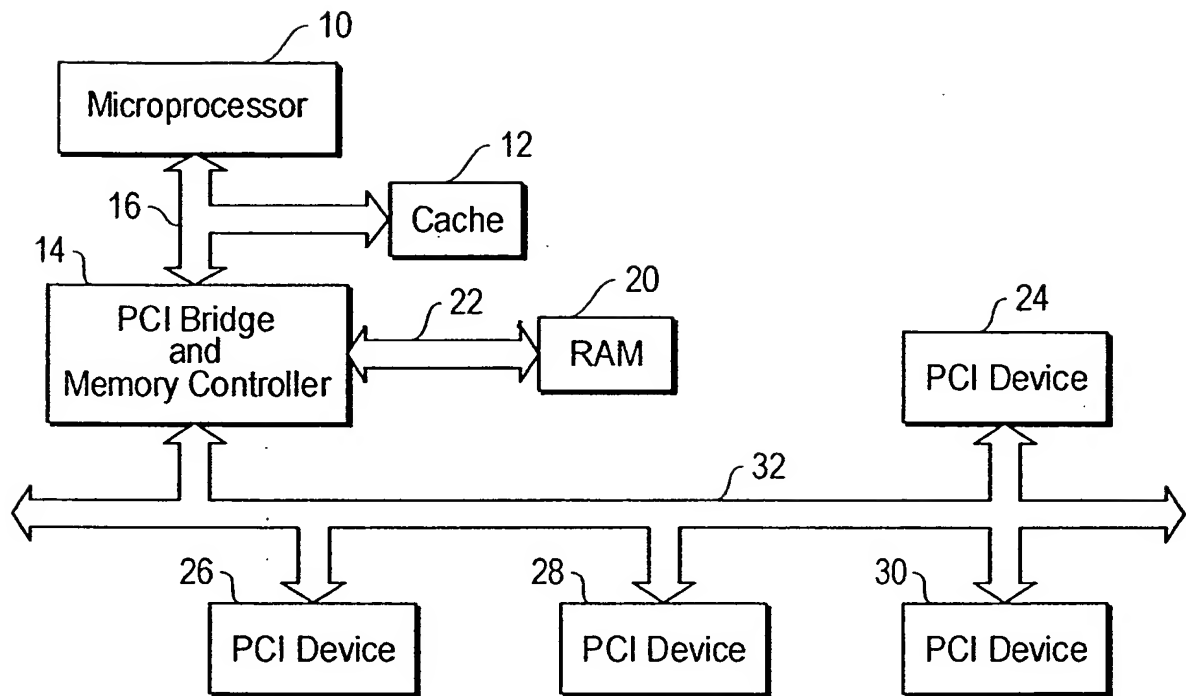 10
Microprocessor
12
16
Cache
14
PCI Bridge
and
Memory Controller
22
20
RAM
24
PCI Device
32
26
PCI Device
28
PCI Device
30
PCI Device